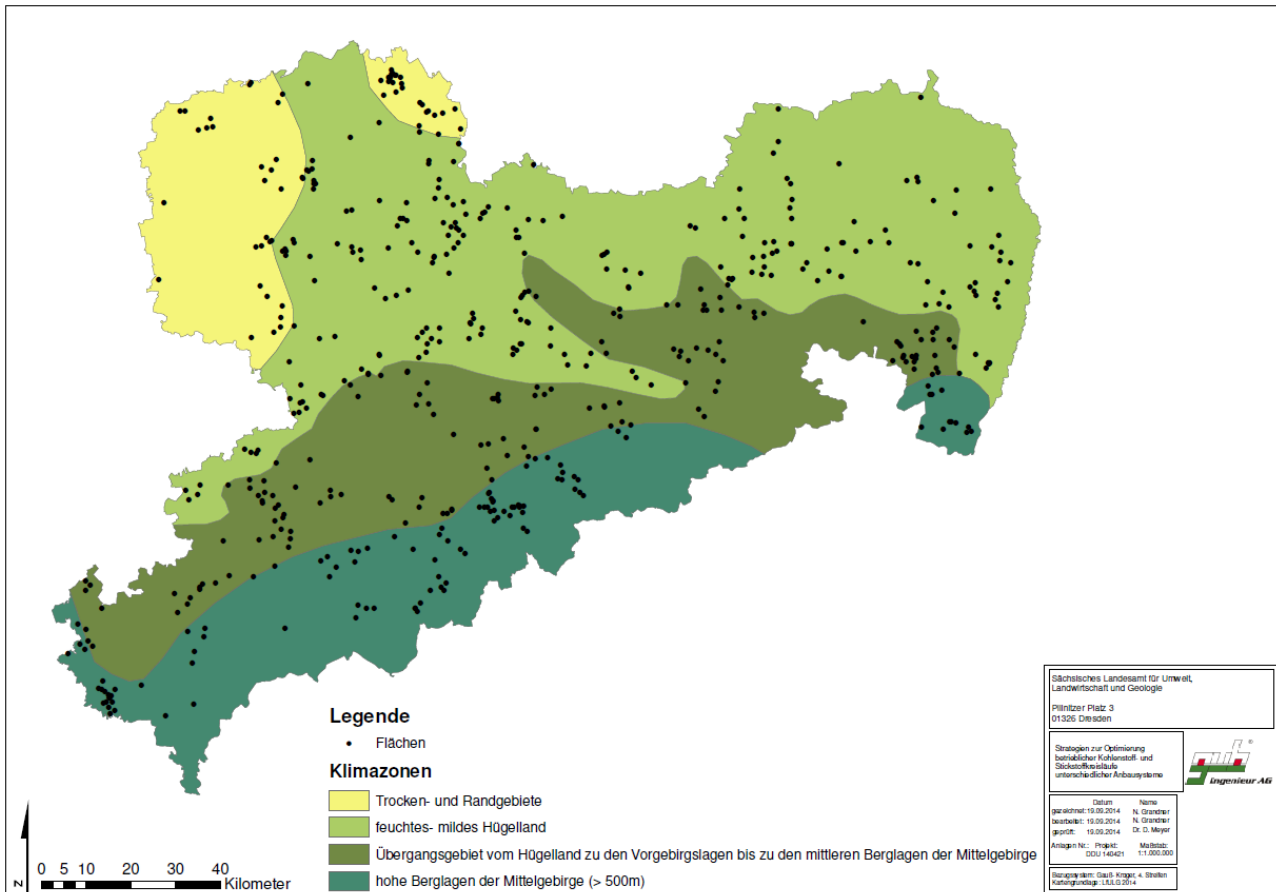 Legende
Flächen
Klimazonen
Trocken- und Randgebiete
feuchtes- mildes Hügelland
Übergangsgebiet vom Hügelland zu den Vorgebirgslagen bis zu den mittleren Berglagen der Mittelgebirge
hohe Berglagen der Mittelgebirge (> 500m)
N
0 5 10 20 30 40
Kilometer
Sächsisches Landesamt für Umwelt,
Landwirtschaft und Geologie
Pillnitzer Platz 3
01326 Dresden
Strategien zur Optimierung
betrieblicher Kohlenstoff- und
Stickstoffkreisläufe
unterschiedlicher Anbausysteme
gub ®
Ingenieur AG
Datum Name
gezeichnet: 19.09.2014 N. Grandner
bearbeitet: 19.09.2014 N. Grandner
geprüft: 19.09.2014 Dr. D. Meyer
Anlagen Nr.: Projekt: Maßstab:
DDU 140421 1:1.000.000
Bezugssystem: Gauß- Krüger, 4. Streifen
Kartengrundlage: LfULG 2014